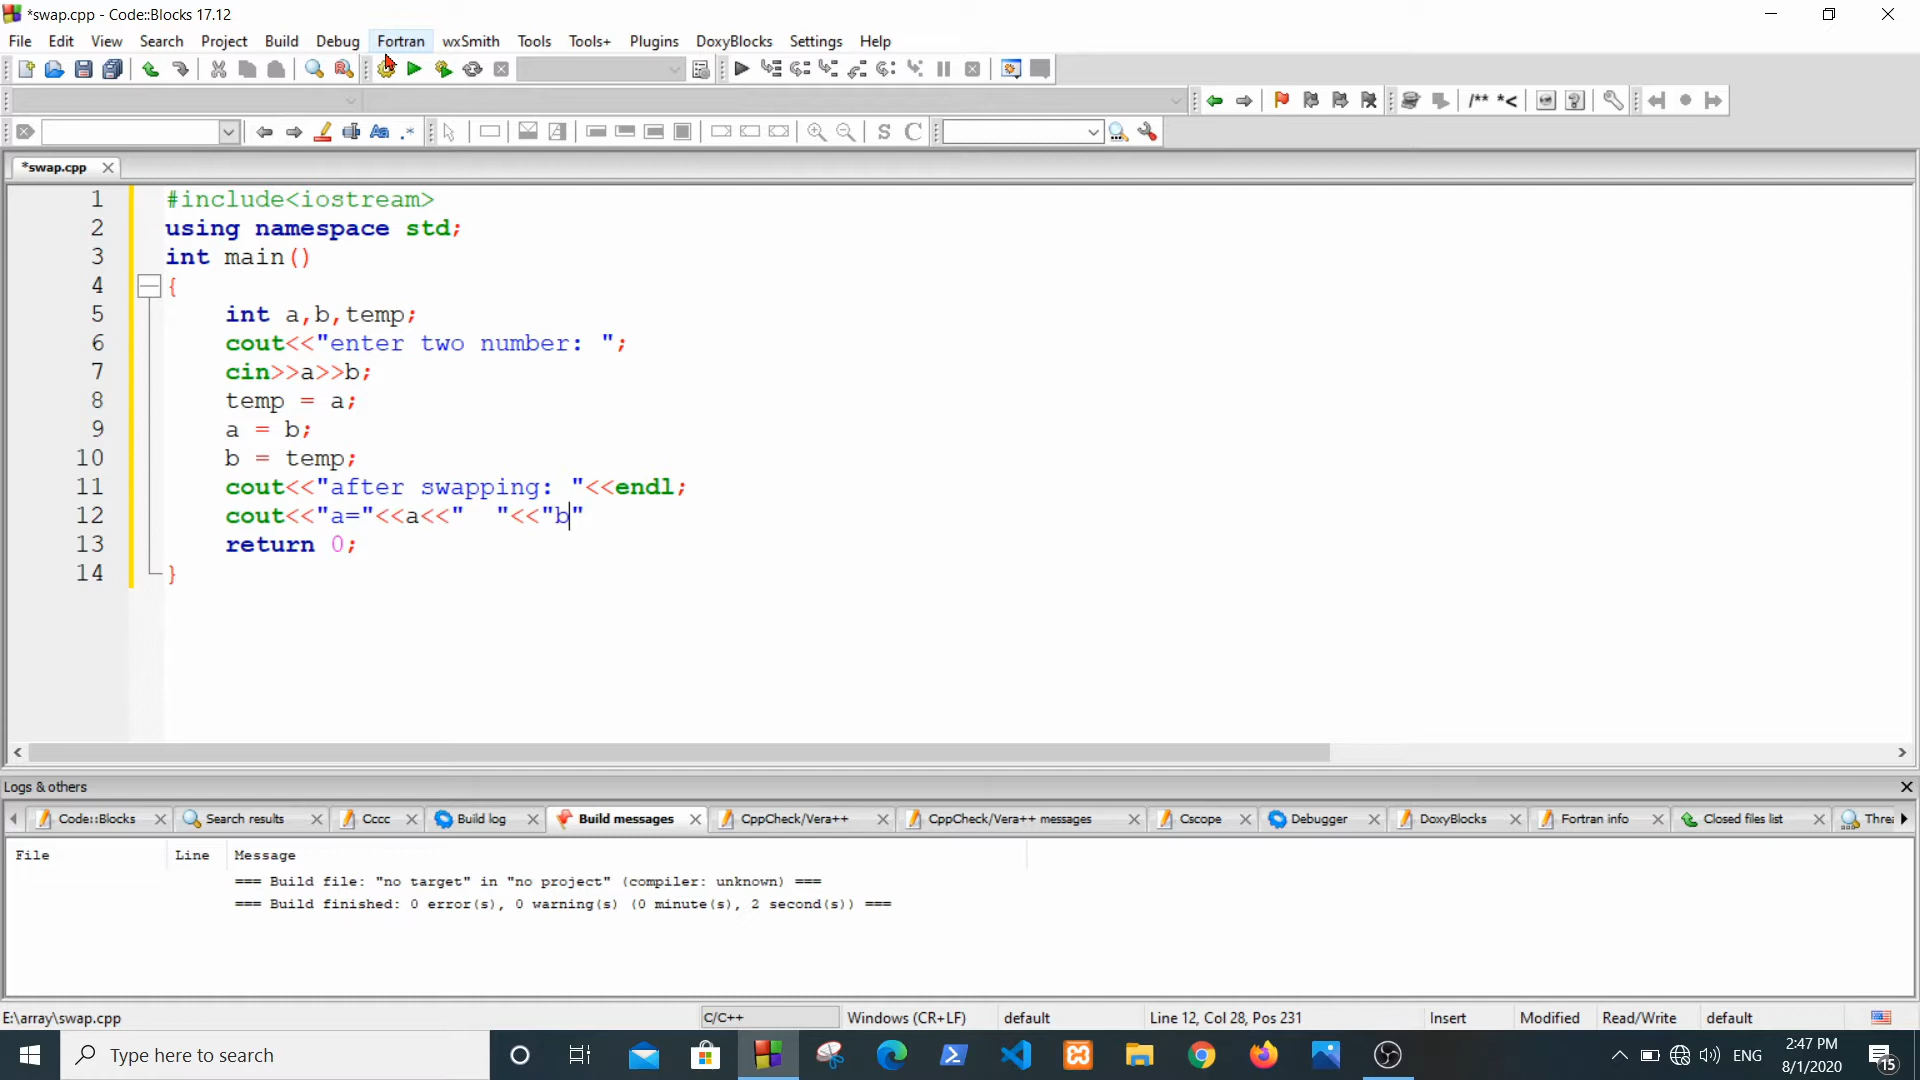 *swap.cpp - Code::Blocks 17.12
File Edit View Search Project Build Debug Fortran wxSmith Tools Tools+ Plugins DoxyBlocks Settings Help
/** *<
Aa .* S C
*swap.cpp
1 #include<iostream>
2 using namespace std;
3 int main()
4 {
5 int a,b,temp;
6 cout<<"enter two number: ";
7 cin>>a>>b;
8 temp = a;
9 a = b;
10 b = temp;
11 cout<<"after swapping: "<<endl;
12 cout<<"a="<<a<<"  "<<"b"
13 return 0;
14 }
Logs & others
Code::Blocks Search results Cccc Build log Build messages CppCheck/Vera++ CppCheck/Vera++ messages Cscope Debugger DoxyBlocks Fortran info Closed files list Threa
File Line Message
=== Build file: "no target" in "no project" (compiler: unknown) ===
=== Build finished: 0 error(s), 0 warning(s) (0 minute(s), 2 second(s)) ===
E:\array\swap.cpp C/C++ Windows (CR+LF) default Line 12, Col 28, Pos 231 Insert Modified Read/Write default
Type here to search ENG 2:47 PM
8/1/2020 15